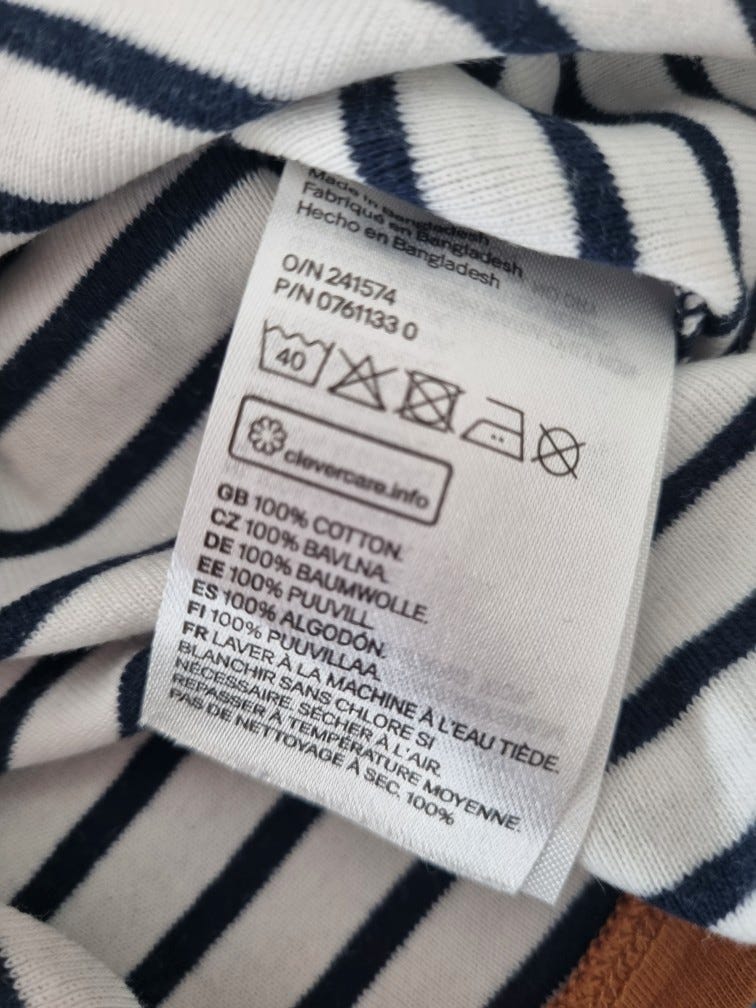 Made in Bangladesh
Fabriqué en Bangladesh
Hecho en Bangladesh
O/N 241574
P/N 0761133 0
40
clevercare.info
GB 100% COTTON.
CZ 100% BAVLNA.
DE 100% BAUMWOLLE.
EE 100% PUUVILL.
ES 100% ALGODÓN.
FI 100% PUUVILLAA.
FR LAVER À LA MACHINE À L'EAU TIÈDE.
BLANCHIR SANS CHLORE SI
NÉCESSAIRE. SÉCHER À L'AIR.
REPASSER À TEMPÉRATURE MOYENNE.
PAS DE NETTOYAGE À SEC. 100%